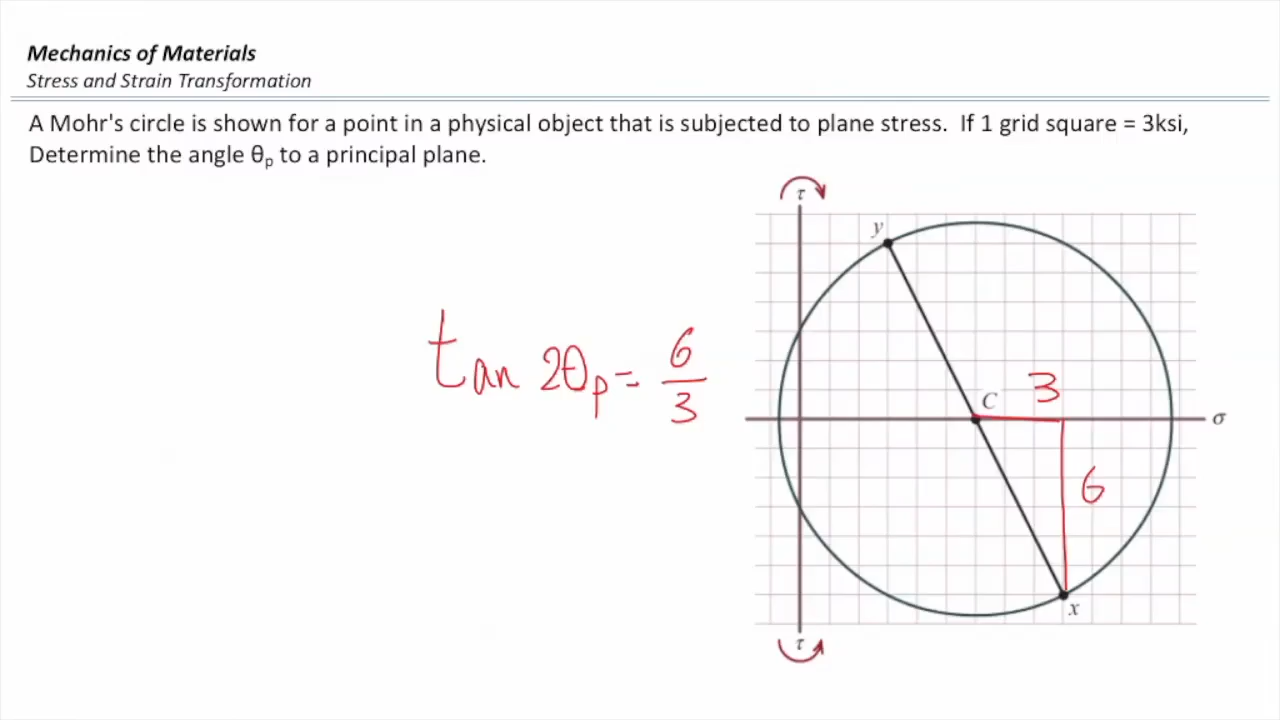 Mechanics of Materials
Stress and Strain Transformation
A Mohr's circle is shown for a point in a physical object that is subjected to plane stress.  If 1 grid square = 3ksi,
Determine the angle θp to a principal plane.
τ
y
tan 2θp = 6/3
C
3
σ
6
x
τ